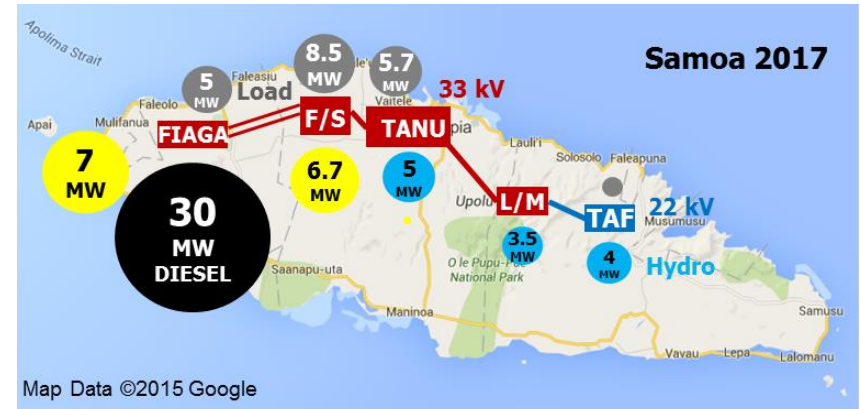 Samoa 2017
Apolima Strait
8.5
MW
5.7
MW
5
MW
Faleasiu
Load
Vaitele
33 kV
Faleolo
Apai
Mulifanua
FIAGA
F/S
TANU
pia
Lauli'i
Solosolo
Faleapuna
7
MW
6.7
MW
5
MW
Upolu
L/M
TAF
22 kV
Musumusu
30
MW
DIESEL
3.5
MW
4
MW
Hydro
Saanapu-uta
O le Pupu-Pue
National Park
Maninoa
Samusu
Vavau
Lepa
Lalomanu
Map Data ©2015 Google